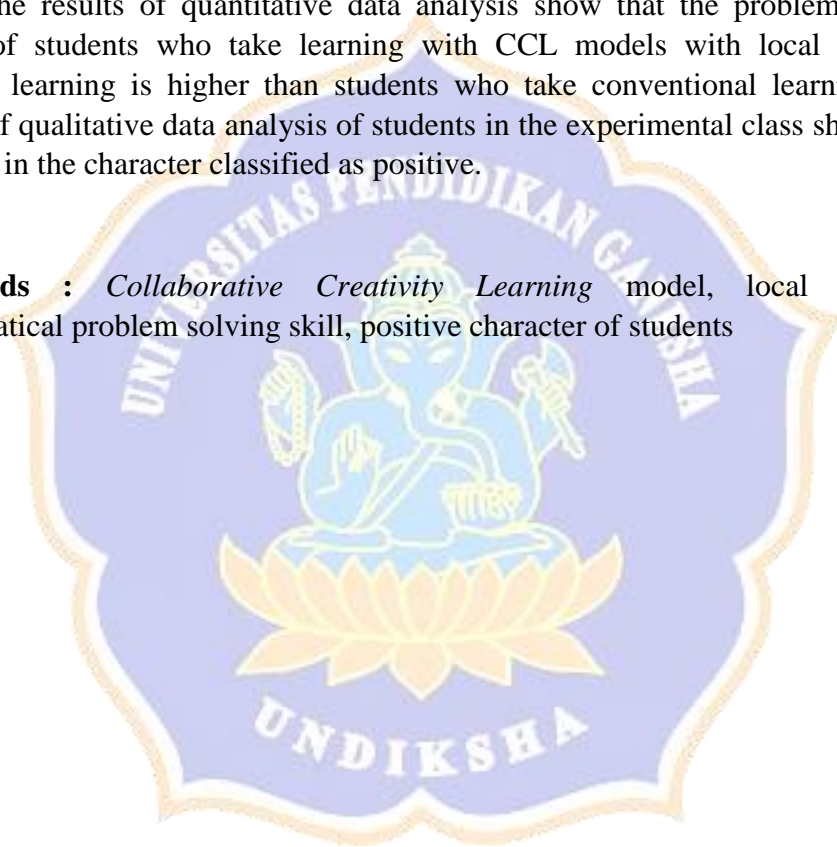 he results of quantitative data analysis show that the problem
of students who take learning with CCL models with local
learning is higher than students who take conventional learni
f qualitative data analysis of students in the experimental class sh
in the character classified as positive.
ds : Collaborative Creativity Learning model, local
atical problem solving skill, positive character of students
UNIVERSITAS PENDIDIKAN GANESHA
UNDIKSHA